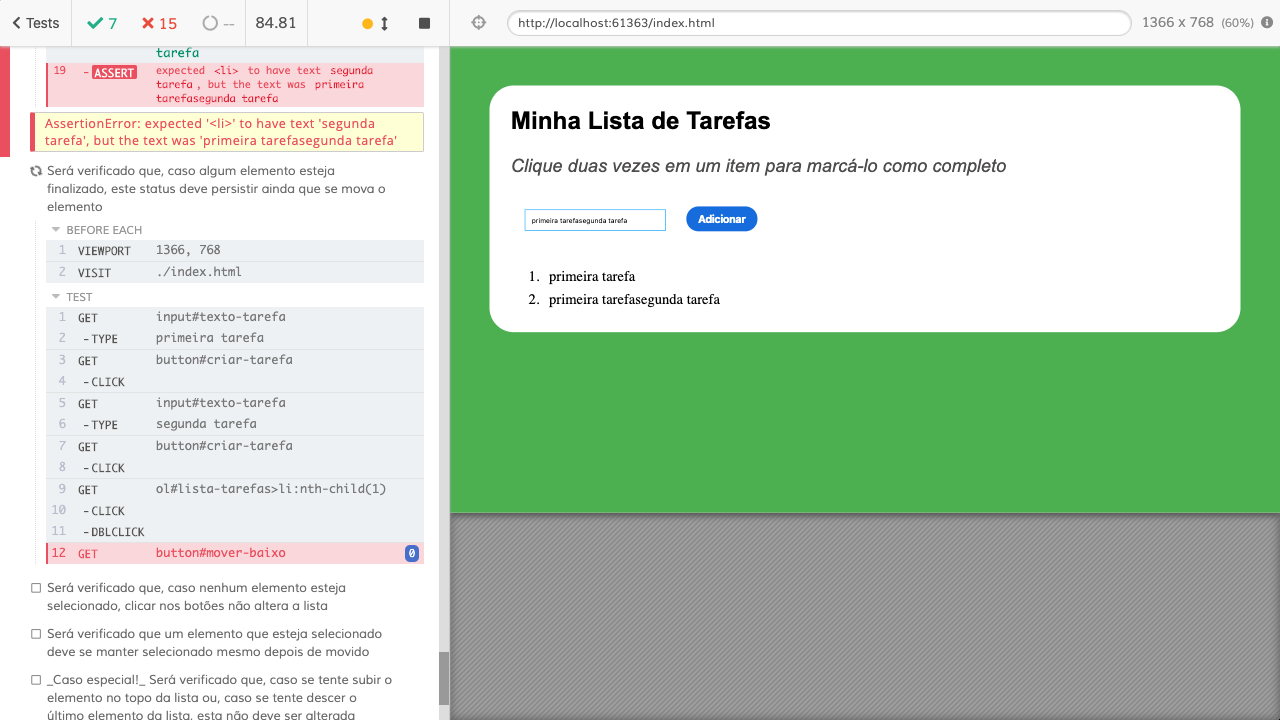 Tests
7
15
--
84.81
http://localhost:61363/index.html
1366 x 768 (60%)
tarefa
19 -ASSERT expected <li> to have text segunda
tarefa, but the text was primeira
tarefasegunda tarefa
AssertionError: expected '<li>' to have text 'segunda
tarefa', but the text was 'primeira tarefasegunda tarefa'
Será verificado que, caso algum elemento esteja
finalizado, este status deve persistir ainda que se mova o
elemento
BEFORE EACH
1 VIEWPORT 1366, 768
2 VISIT ./index.html
TEST
1 GET input#texto-tarefa
2 -TYPE primeira tarefa
3 GET button#criar-tarefa
4 -CLICK
5 GET input#texto-tarefa
6 -TYPE segunda tarefa
7 GET button#criar-tarefa
8 -CLICK
9 GET ol#lista-tarefas>li:nth-child(1)
10 -CLICK
11 -DBLCLICK
12 GET button#mover-baixo 0
Será verificado que, caso nenhum elemento esteja
selecionado, clicar nos botões não altera a lista
Será verificado que um elemento que esteja selecionado
deve se manter selecionado mesmo depois de movido
_Caso especial!_ Será verificado que, caso se tente subir o
elemento no topo da lista ou, caso se tente descer o
último elemento da lista, esta não deve ser alterada
Minha Lista de Tarefas
Clique duas vezes em um item para marcá-lo como completo
primeira tarefasegunda tarefa
Adicionar
1. primeira tarefa
2. primeira tarefasegunda tarefa